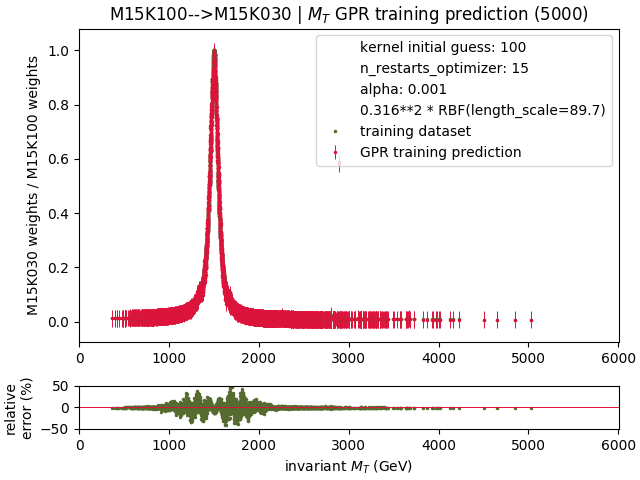 M15K100-->M15K030 | M_T GPR training prediction (5000)
M15K030 weights / M15K100 weights
1.0
0.8
0.6
0.4
0.2
0.0
kernel initial guess: 100
n_restarts_optimizer: 15
alpha: 0.001
0.316**2 * RBF(length_scale=89.7)
training dataset
GPR training prediction
0 1000 2000 3000 4000 5000 6000
relative
error (%)
50
0
−50
0 1000 2000 3000 4000 5000 6000
invariant M_T (GeV)